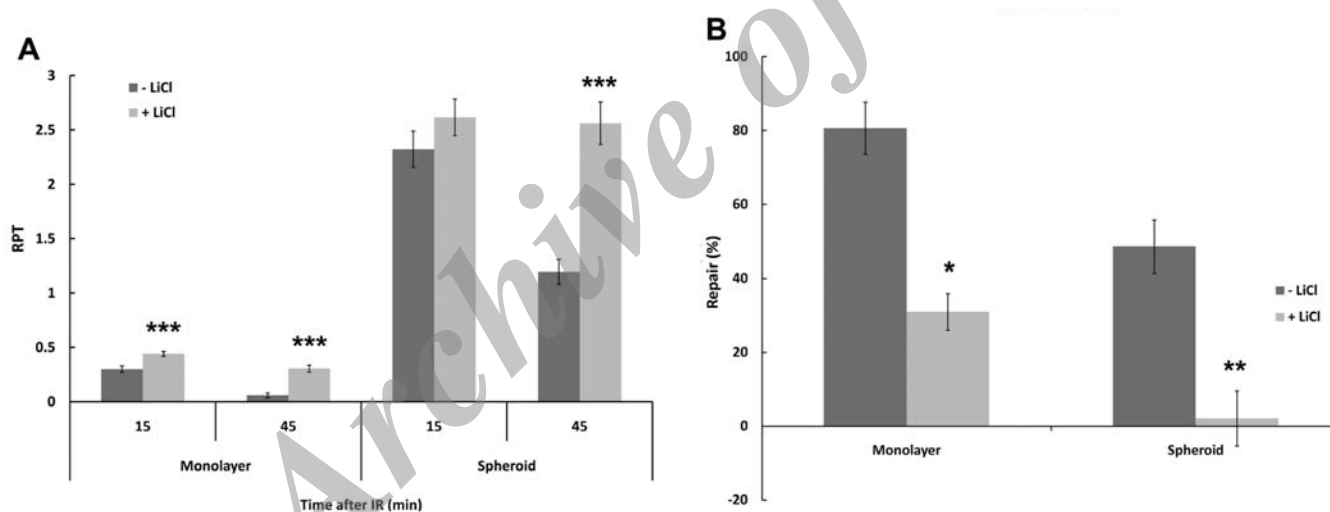 A
- LiCl
+ LiCl
3
2.5
2
1.5
1
0.5
0
RPT
***
***
***
15
45
15
45
Monolayer
Spheroid
Time after IR (min)
B
100
80
60
40
20
0
-20
Repair (%)
*
**
Monolayer
Spheroid
- LiCl
+ LiCl
Archive of